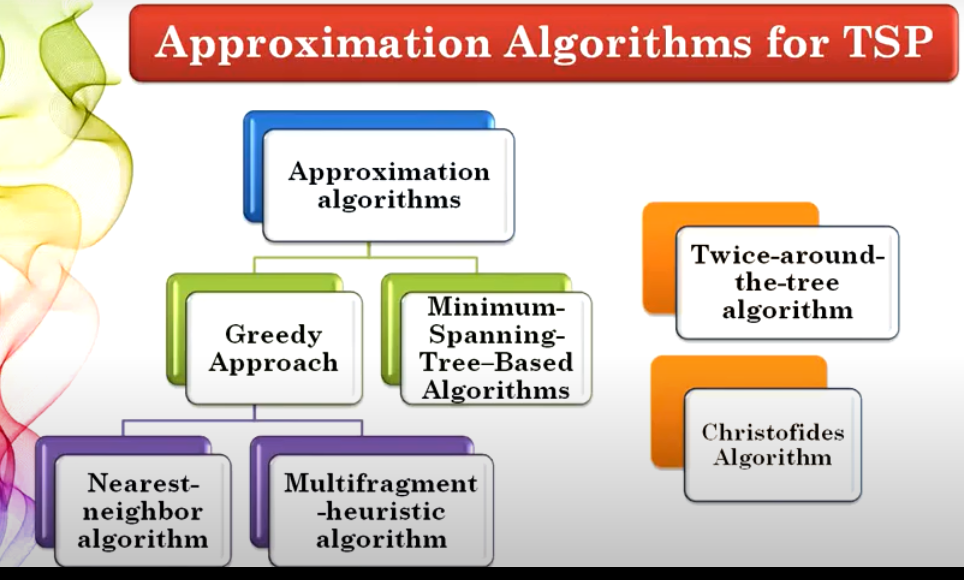 Approximation Algorithms for TSP
Approximation
algorithms
Greedy
Approach
Minimum-
Spanning-
Tree–Based
Algorithms
Nearest-
neighbor
algorithm
Multifragment
-heuristic
algorithm
Twice-around-
the-tree
algorithm
Christofides
Algorithm